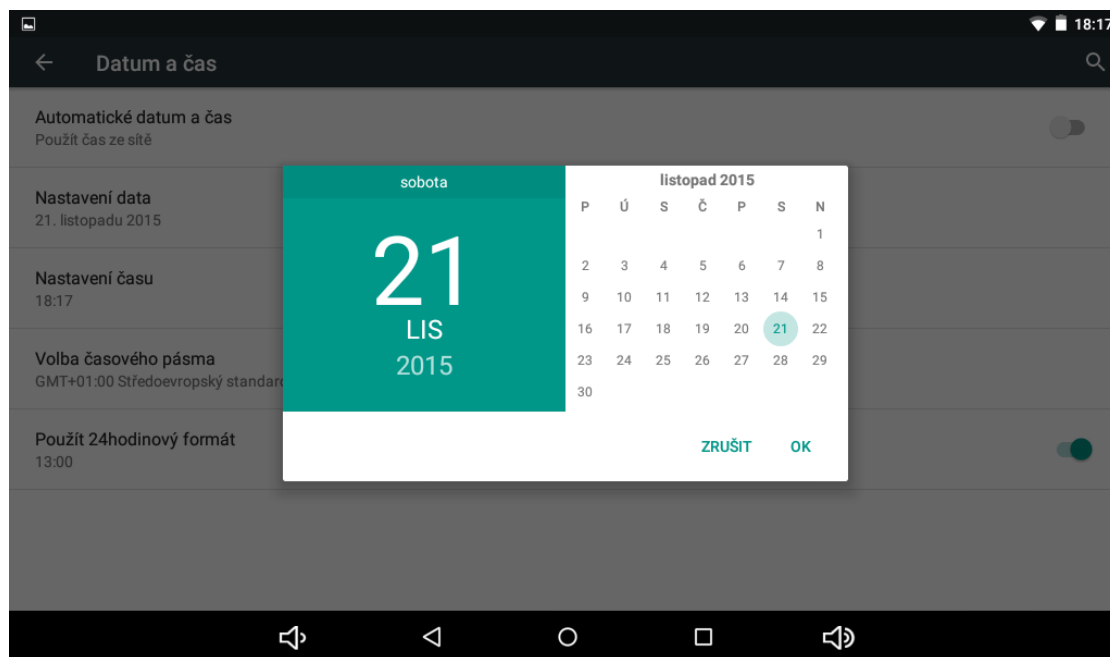 18:17
Datum a čas
Automatické datum a čas
Použít čas ze sítě
Nastavení data
21. listopadu 2015
Nastavení času
18:17
Volba časového pásma
GMT+01:00 Středoevropský standard
Použít 24hodinový formát
13:00
sobota
21
LIS
2015
listopad 2015
P Ú S Č P S N
1
2 3 4 5 6 7 8
9 10 11 12 13 14 15
16 17 18 19 20 21 22
23 24 25 26 27 28 29
30
ZRUŠIT OK